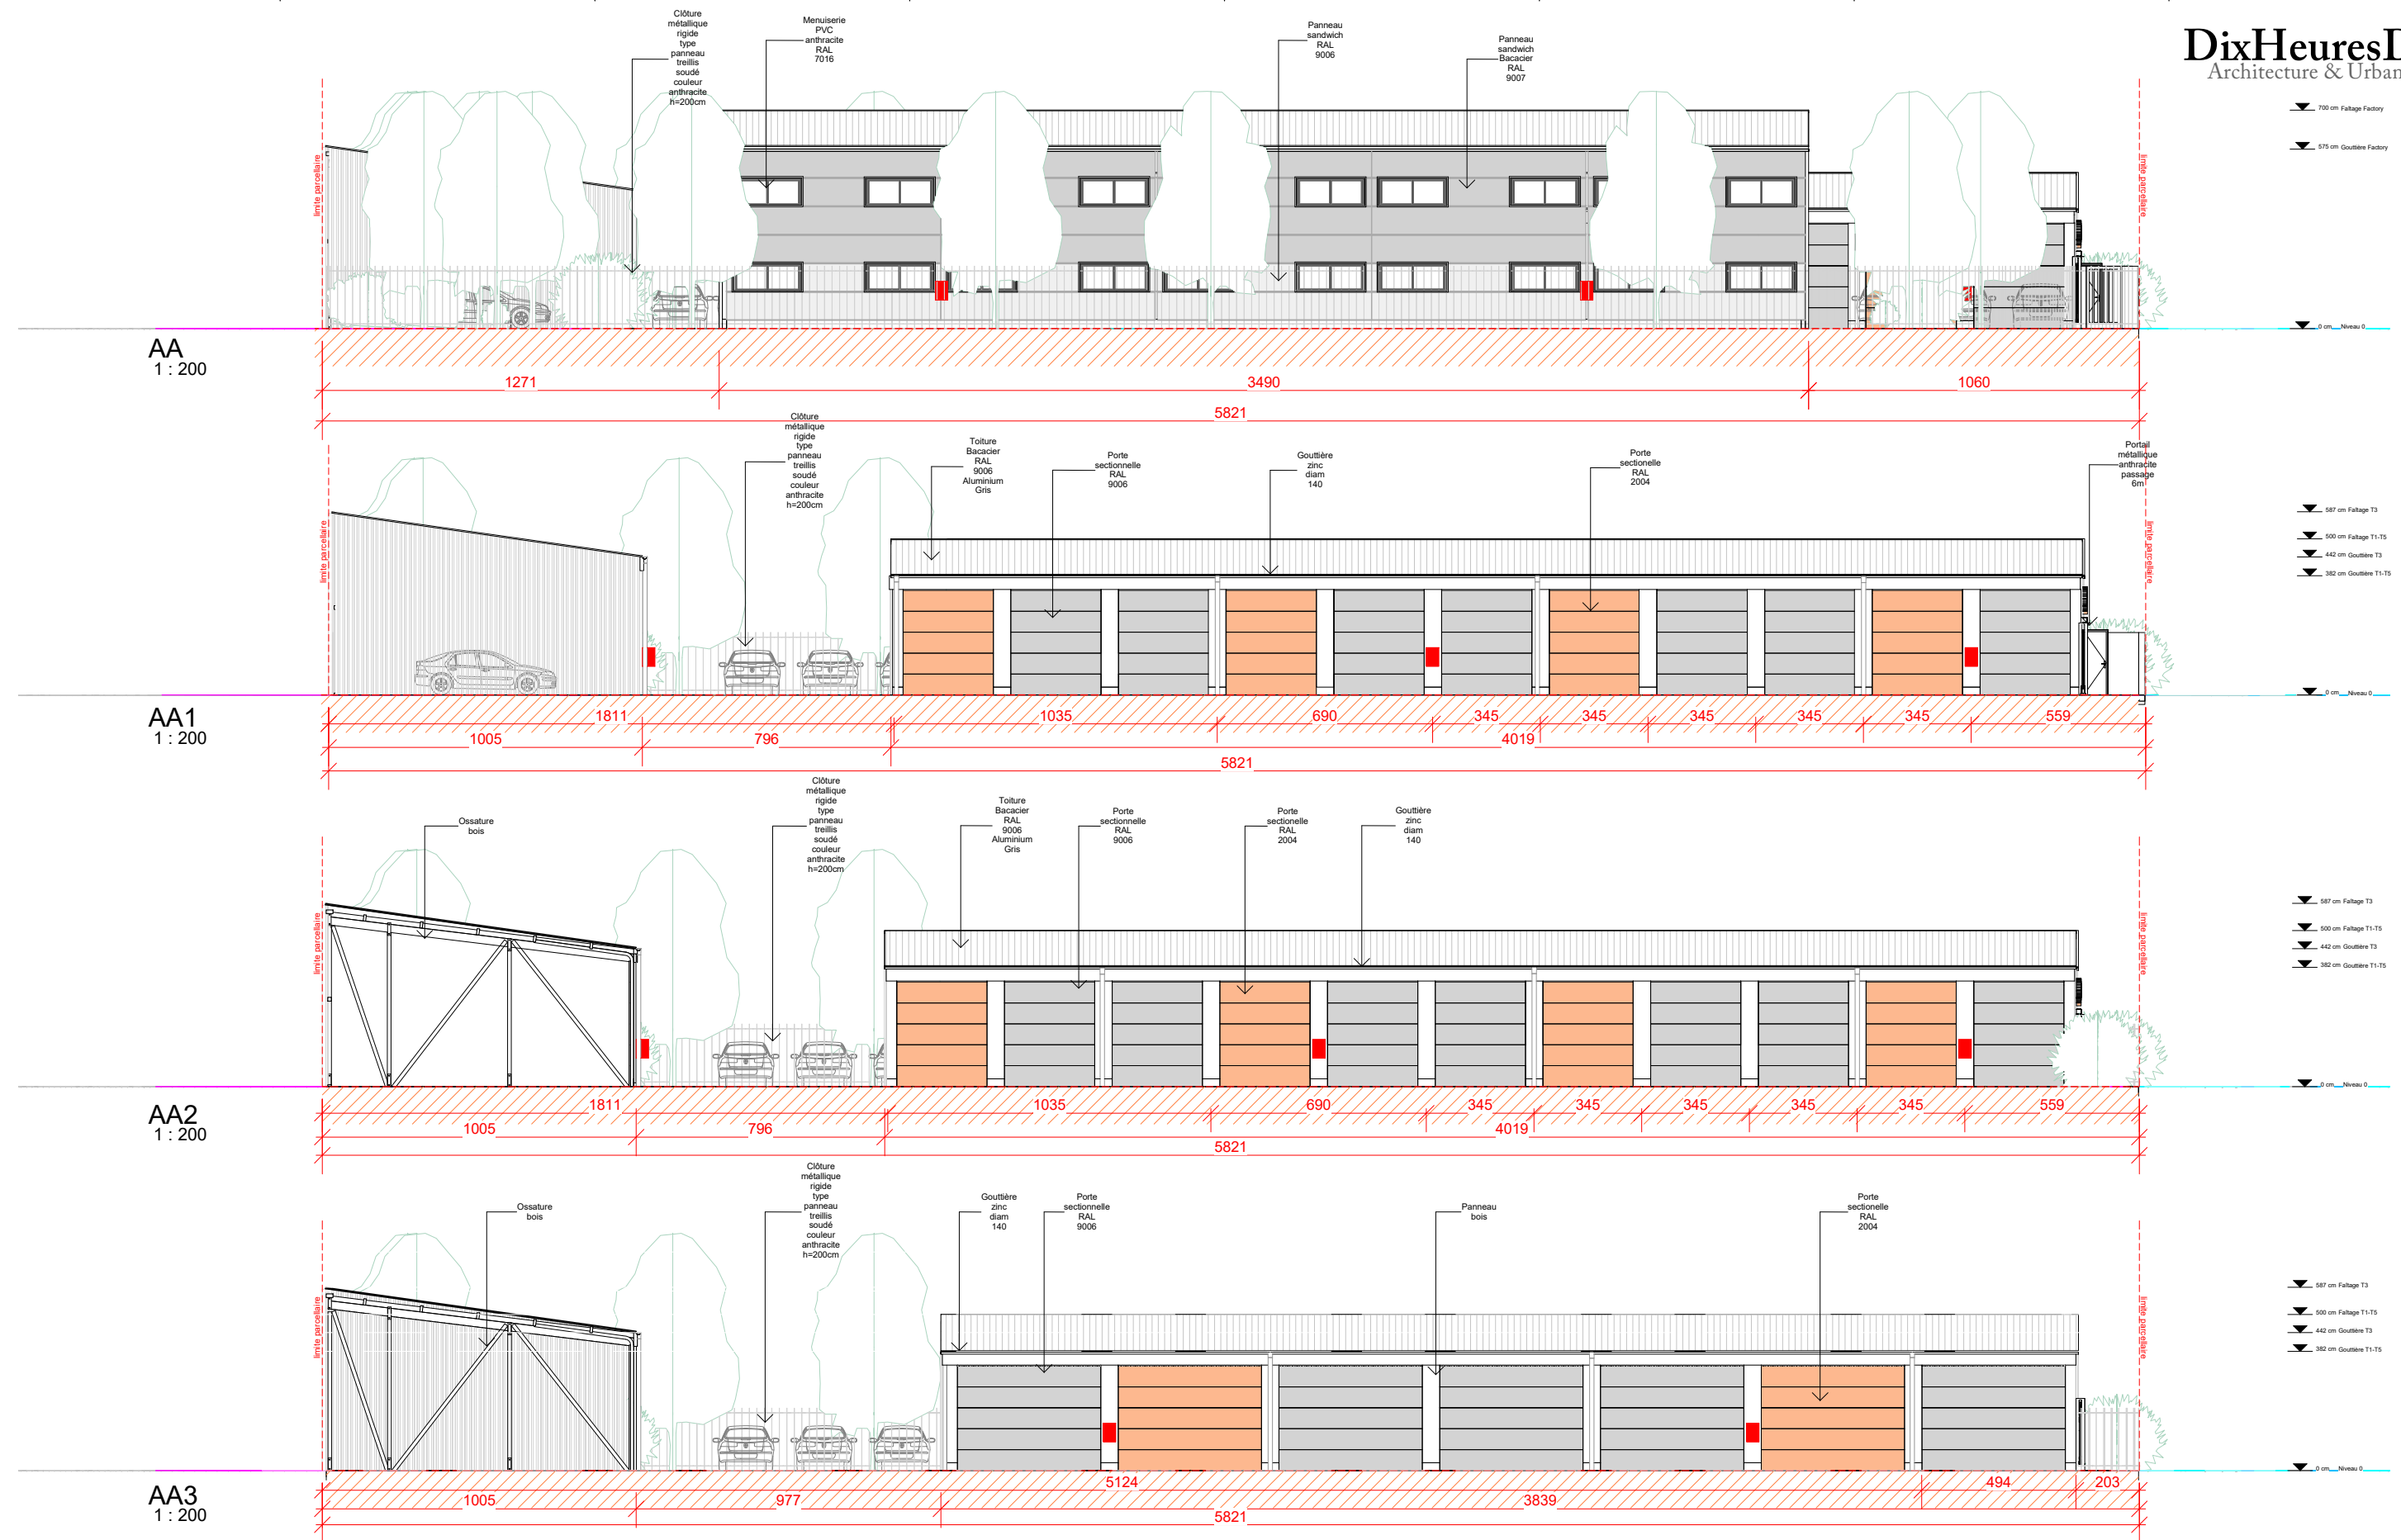 DixHeuresD
Architecture & Urban
Clôture
métallique
rigide
type
panneau
treillis
soudé
couleur
anthracite
h=200cm
Menuiserie
PVC
anthracite
RAL
7016
Panneau
sandwich
RAL
9006
Panneau
sandwich
Bacacier
RAL
9007
700 cm Faîtage Factory
575 cm Gouttière Factory
0 cm Niveau 0
limite parcellaire
limite parcellaire
AA
1 : 200
1271
3490
1060
5821
Clôture
métallique
rigide
type
panneau
treillis
soudé
couleur
anthracite
h=200cm
Toiture
Bacacier
RAL
9006
Aluminium
Gris
Porte
sectionnelle
RAL
9006
Gouttière
zinc
diam
140
Porte
sectionelle
RAL
2004
Portail
métallique
anthracite
passage
6m
587 cm Faîtage T3
500 cm Faîtage T1-T5
442 cm Gouttière T3
382 cm Gouttière T1-T5
0 cm Niveau 0
limite parcellaire
limite parcellaire
AA1
1 : 200
1811
1035
690
345
345
345
345
345
559
1005
796
4019
5821
Ossature
bois
Clôture
métallique
rigide
type
panneau
treillis
soudé
couleur
anthracite
h=200cm
Toiture
Bacacier
RAL
9006
Aluminium
Gris
Porte
sectionnelle
RAL
9006
Porte
sectionelle
RAL
2004
Gouttière
zinc
diam
140
587 cm Faîtage T3
500 cm Faîtage T1-T5
442 cm Gouttière T3
382 cm Gouttière T1-T5
0 cm Niveau 0
limite parcellaire
limite parcellaire
AA2
1 : 200
1811
1035
690
345
345
345
345
345
559
1005
796
4019
5821
Ossature
bois
Clôture
métallique
rigide
type
panneau
treillis
soudé
couleur
anthracite
h=200cm
Gouttière
zinc
diam
140
Porte
sectionnelle
RAL
9006
Panneau
bois
Porte
sectionelle
RAL
2004
587 cm Faîtage T3
500 cm Faîtage T1-T5
442 cm Gouttière T3
382 cm Gouttière T1-T5
0 cm Niveau 0
limite parcellaire
limite parcellaire
AA3
1 : 200
5124
494
203
1005
977
3839
5821